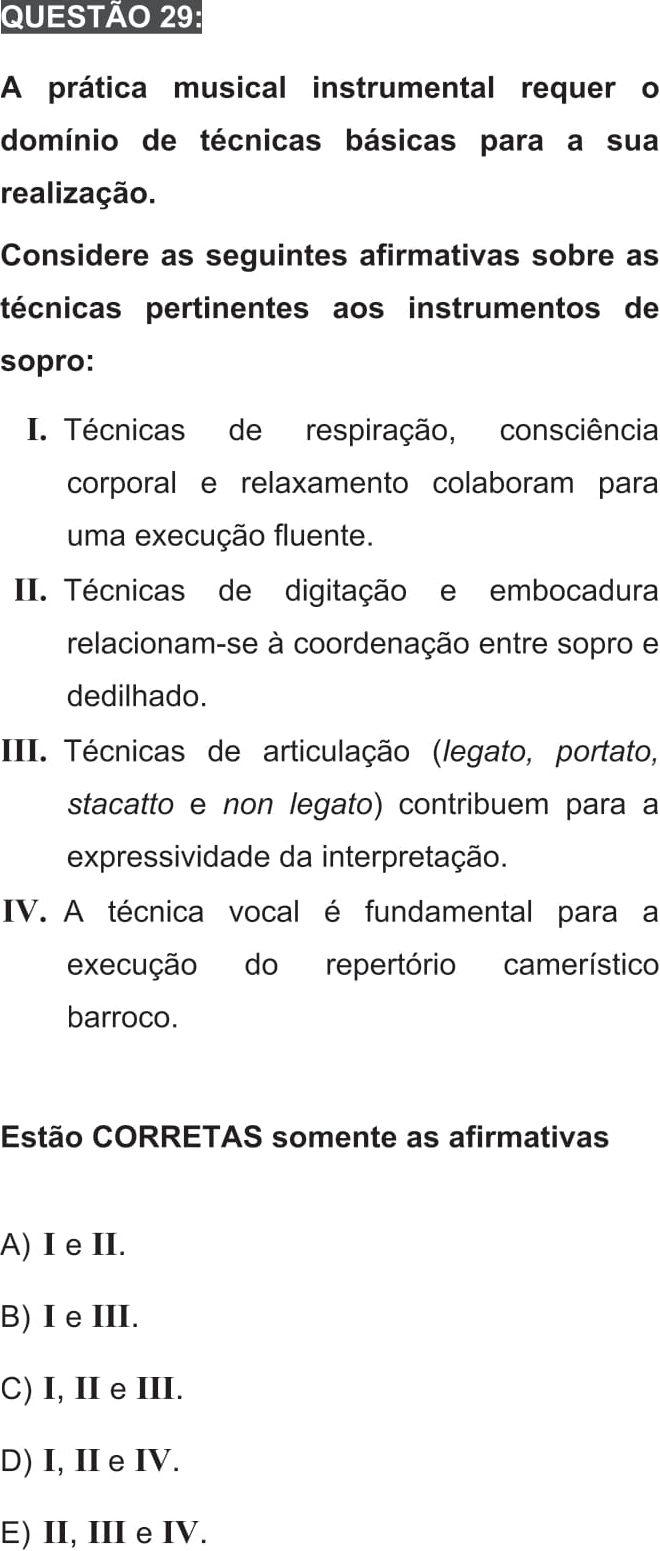 QUESTÃO 29:
A prática musical instrumental requer o
domínio de técnicas básicas para a sua
realização.
Considere as seguintes afirmativas sobre as
técnicas pertinentes aos instrumentos de
sopro:
I. Técnicas de respiração, consciência
corporal e relaxamento colaboram para
uma execução fluente.
II. Técnicas de digitação e embocadura
relacionam-se à coordenação entre sopro e
dedilhado.
III. Técnicas de articulação (legato, portato,
stacatto e non legato) contribuem para a
expressividade da interpretação.
IV. A técnica vocal é fundamental para a
execução do repertório camerístico
barroco.
Estão CORRETAS somente as afirmativas
A) I e II.
B) I e III.
C) I, II e III.
D) I, II e IV.
E) II, III e IV.